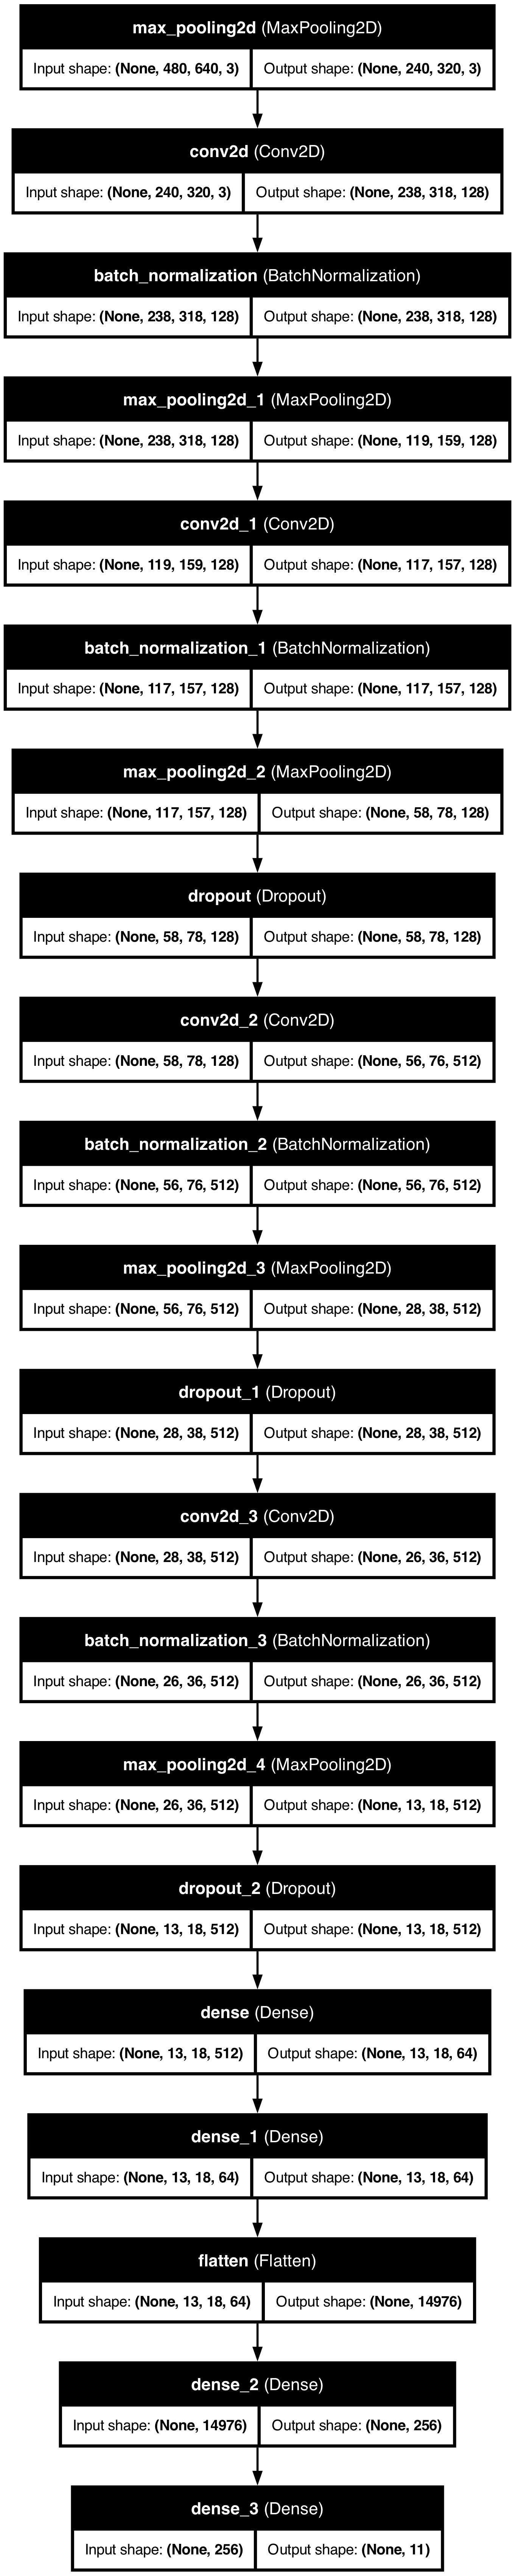 max_pooling2d (MaxPooling2D)
Input shape: (None, 480, 640, 3) Output shape: (None, 240, 320, 3)
conv2d (Conv2D)
Input shape: (None, 240, 320, 3) Output shape: (None, 238, 318, 128)
batch_normalization (BatchNormalization)
Input shape: (None, 238, 318, 128) Output shape: (None, 238, 318, 128)
max_pooling2d_1 (MaxPooling2D)
Input shape: (None, 238, 318, 128) Output shape: (None, 119, 159, 128)
conv2d_1 (Conv2D)
Input shape: (None, 119, 159, 128) Output shape: (None, 117, 157, 128)
batch_normalization_1 (BatchNormalization)
Input shape: (None, 117, 157, 128) Output shape: (None, 117, 157, 128)
max_pooling2d_2 (MaxPooling2D)
Input shape: (None, 117, 157, 128) Output shape: (None, 58, 78, 128)
dropout (Dropout)
Input shape: (None, 58, 78, 128) Output shape: (None, 58, 78, 128)
conv2d_2 (Conv2D)
Input shape: (None, 58, 78, 128) Output shape: (None, 56, 76, 512)
batch_normalization_2 (BatchNormalization)
Input shape: (None, 56, 76, 512) Output shape: (None, 56, 76, 512)
max_pooling2d_3 (MaxPooling2D)
Input shape: (None, 56, 76, 512) Output shape: (None, 28, 38, 512)
dropout_1 (Dropout)
Input shape: (None, 28, 38, 512) Output shape: (None, 28, 38, 512)
conv2d_3 (Conv2D)
Input shape: (None, 28, 38, 512) Output shape: (None, 26, 36, 512)
batch_normalization_3 (BatchNormalization)
Input shape: (None, 26, 36, 512) Output shape: (None, 26, 36, 512)
max_pooling2d_4 (MaxPooling2D)
Input shape: (None, 26, 36, 512) Output shape: (None, 13, 18, 512)
dropout_2 (Dropout)
Input shape: (None, 13, 18, 512) Output shape: (None, 13, 18, 512)
dense (Dense)
Input shape: (None, 13, 18, 512) Output shape: (None, 13, 18, 64)
dense_1 (Dense)
Input shape: (None, 13, 18, 64) Output shape: (None, 13, 18, 64)
flatten (Flatten)
Input shape: (None, 13, 18, 64) Output shape: (None, 14976)
dense_2 (Dense)
Input shape: (None, 14976) Output shape: (None, 256)
dense_3 (Dense)
Input shape: (None, 256) Output shape: (None, 11)